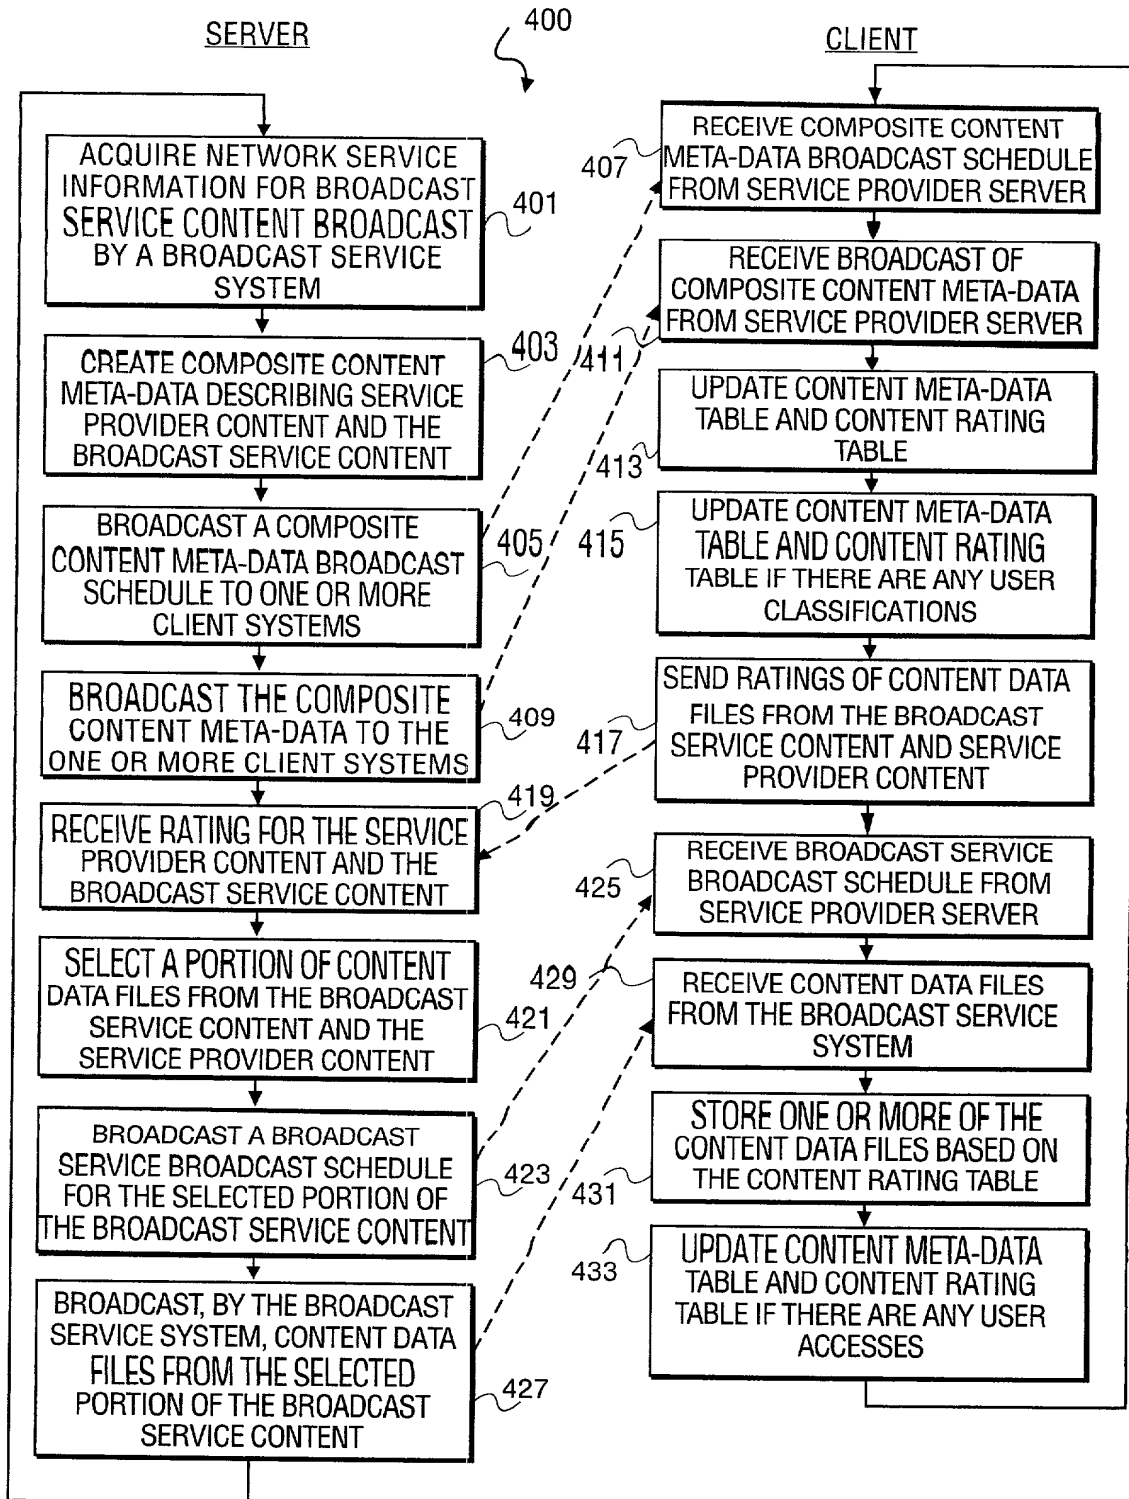 400
SERVER
ACQUIRE NETWORK SERVICE
INFORMATION FOR BROADCAST
SERVICE CONTENT BROADCAST
BY A BROADCAST SERVICE
SYSTEM
401
CREATE COMPOSITE CONTENT
META-DATA DESCRIBING SERVICE
PROVIDER CONTENT AND THE
BROADCAST SERVICE CONTENT
403
BROADCAST A COMPOSITE
CONTENT META-DATA BROADCAST
SCHEDULE TO ONE OR MORE
CLIENT SYSTEMS
405
BROADCAST THE COMPOSITE
CONTENT META-DATA TO THE
ONE OR MORE CLIENT SYSTEMS
409
RECEIVE RATING FOR THE SERVICE
PROVIDER CONTENT AND THE
BROADCAST SERVICE CONTENT
419
SELECT A PORTION OF CONTENT
DATA FILES FROM THE BROADCAST
SERVICE CONTENT AND THE
SERVICE PROVIDER CONTENT
421
BROADCAST A BROADCAST
SERVICE BROADCAST SCHEDULE
FOR THE SELECTED PORTION OF
THE BROADCAST SERVICE CONTENT
423
BROADCAST, BY THE BROADCAST
SERVICE SYSTEM, CONTENT DATA
FILES FROM THE SELECTED
PORTION OF THE BROADCAST
SERVICE CONTENT
427
CLIENT
RECEIVE COMPOSITE CONTENT
META-DATA BROADCAST SCHEDULE
FROM SERVICE PROVIDER SERVER
407
RECEIVE BROADCAST OF
COMPOSITE CONTENT META-DATA
FROM SERVICE PROVIDER SERVER
411
UPDATE CONTENT META-DATA
TABLE AND CONTENT RATING
TABLE
413
UPDATE CONTENT META-DATA
TABLE AND CONTENT RATING
TABLE IF THERE ARE ANY USER
CLASSIFICATIONS
415
SEND RATINGS OF CONTENT DATA
FILES FROM THE BROADCAST
SERVICE CONTENT AND SERVICE
PROVIDER CONTENT
417
RECEIVE BROADCAST SERVICE
BROADCAST SCHEDULE FROM
SERVICE PROVIDER SERVER
425
RECEIVE CONTENT DATA FILES
FROM THE BROADCAST SERVICE
SYSTEM
429
STORE ONE OR MORE OF THE
CONTENT DATA FILES BASED ON
THE CONTENT RATING TABLE
431
UPDATE CONTENT META-DATA
TABLE AND CONTENT RATING
TABLE IF THERE ARE ANY USER
ACCESSES
433